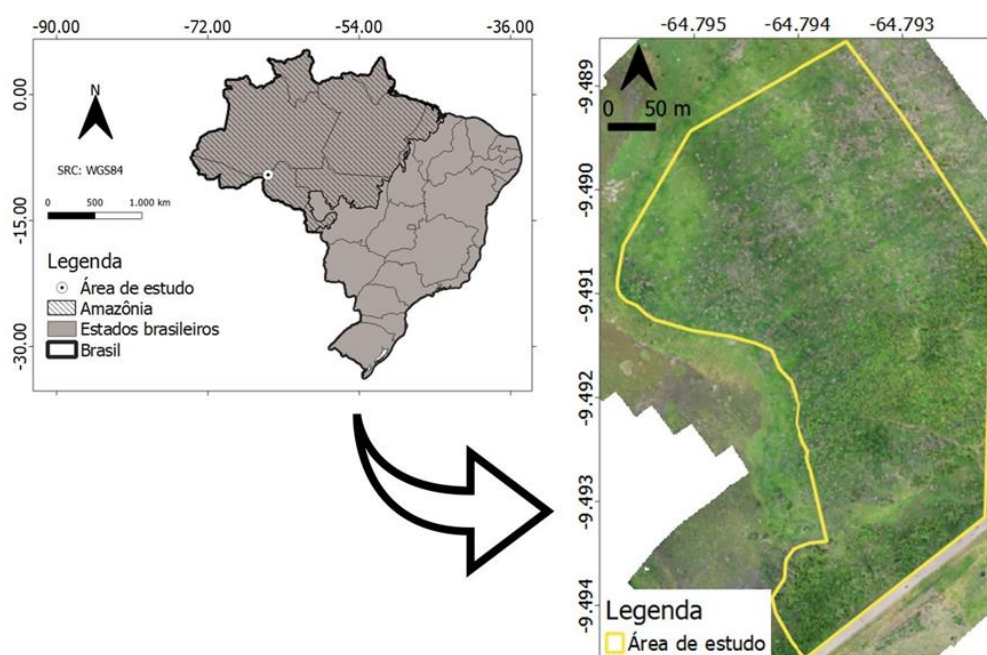 -90.00 -72.00 -54.00 -36.00
0.00
-15.00
-30.00
N
SRC: WGS84
0 500 1.000 km
Legenda
Área de estudo
Amazônia
Estados brasileiros
Brasil
-64.795 -64.794 -64.793
-9.489
-9.490
-9.491
-9.492
-9.493
-9.494
0 50 m
Legenda
Área de estudo